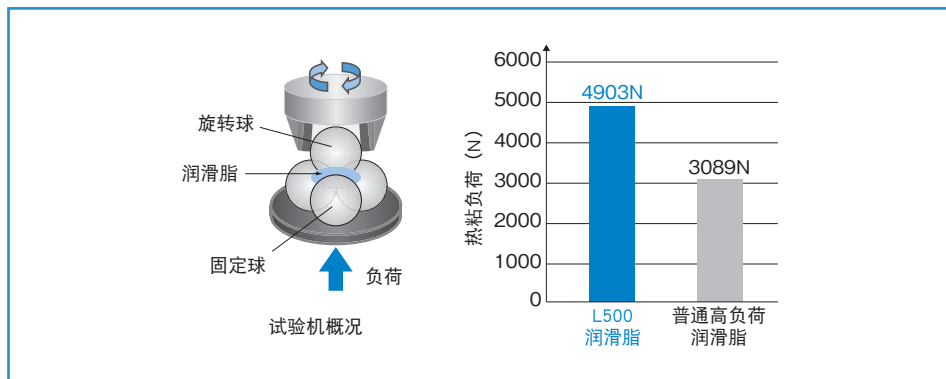 旋转球
润滑脂
固定球
负荷
试验机概况
热粘负荷（N）
6000
5000
4000
3000
2000
1000
0
4903N
3089N
L500
润滑脂
普通高负荷
润滑脂